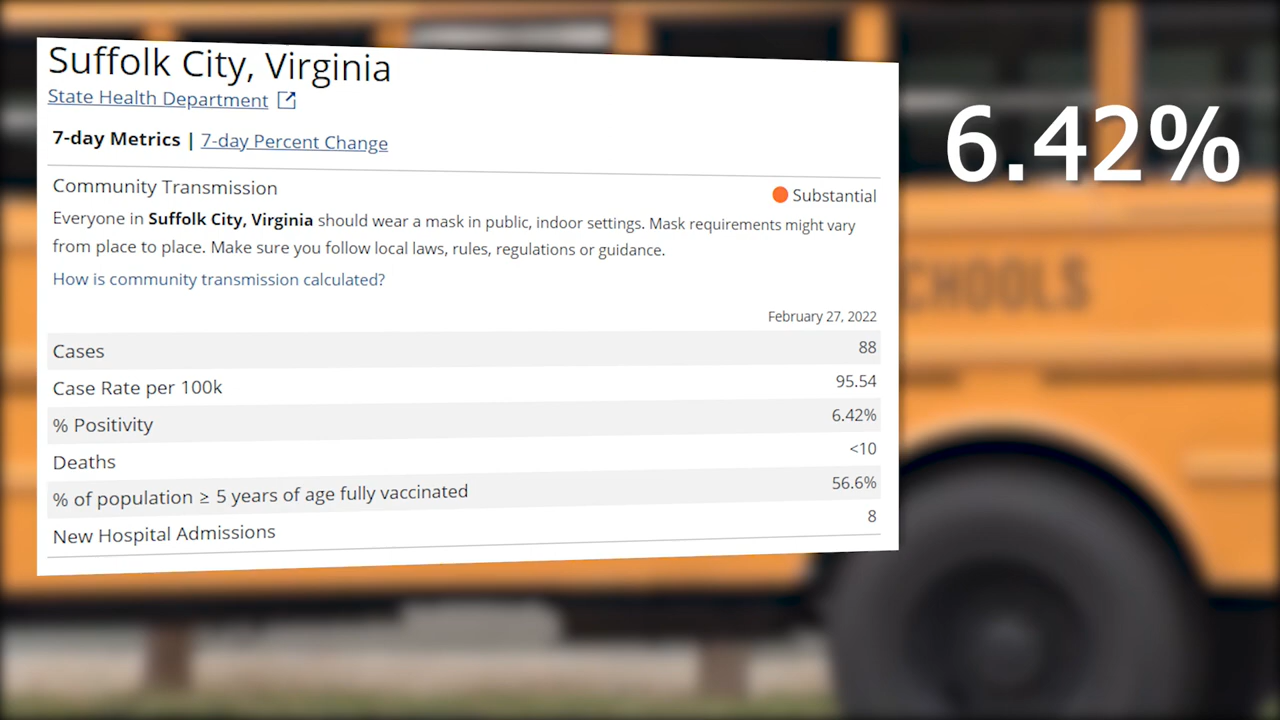 Suffolk City, Virginia
State Health Department
7-day Metrics | 7-day Percent Change
Community Transmission
Substantial
Everyone in Suffolk City, Virginia should wear a mask in public, indoor settings. Mask requirements might vary
from place to place. Make sure you follow local laws, rules, regulations or guidance.
How is community transmission calculated?
February 27, 2022
Cases 88
Case Rate per 100k 95.54
% Positivity 6.42%
Deaths <10
% of population ≥ 5 years of age fully vaccinated 56.6%
New Hospital Admissions 8
6.42%
CHOOLS